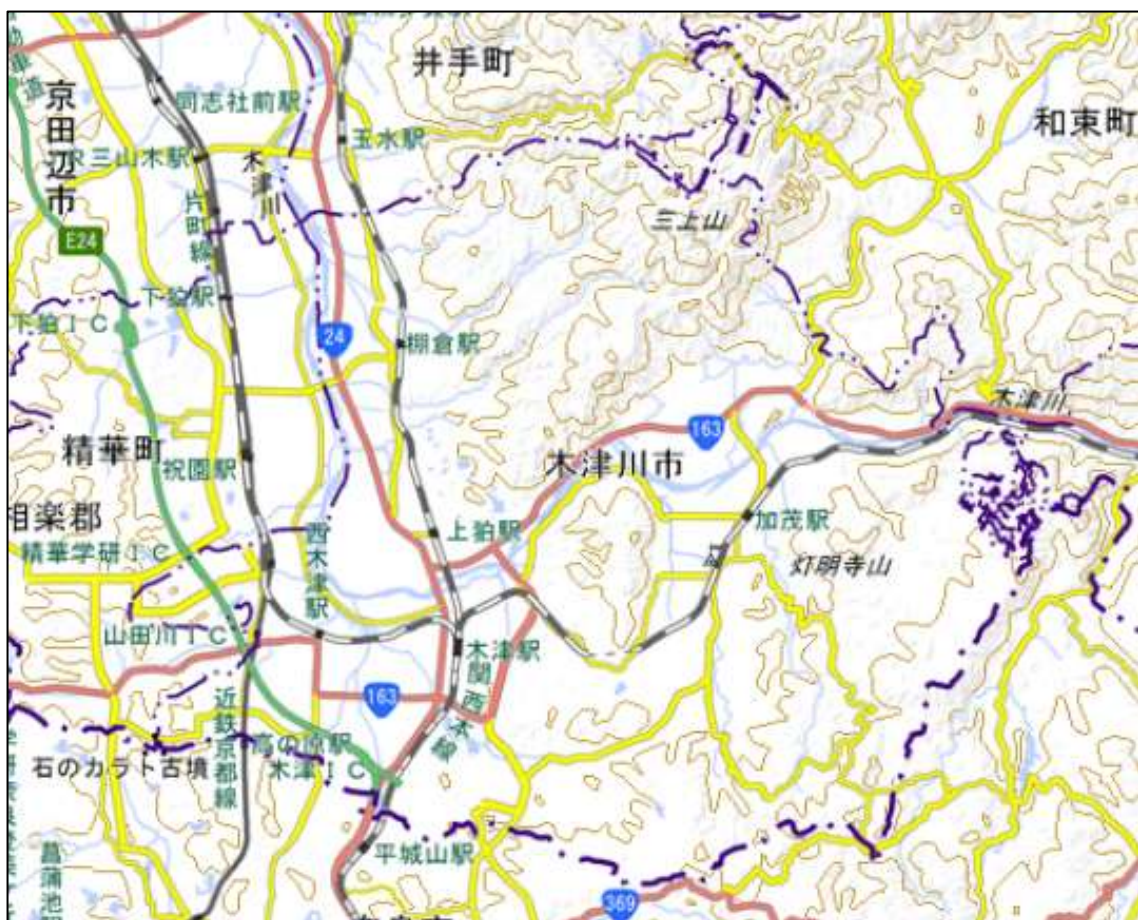 井手町
京田辺市
同志社前駅
玉水駅
和束町
JR三山木駅
木津川
片町線
三上山
E24
下狛駅
下狛IC
24
棚倉駅
木津川
163
精華町
祝園駅
木津川市
相楽郡
上狛駅
加茂駅
精華学研IC
西木津駅
灯明寺山
山田川IC
木津駅
関西本線
163
近鉄京都線
高の原駅
石のカラト古墳
木津IC
平城山駅
菖蒲池駅
369